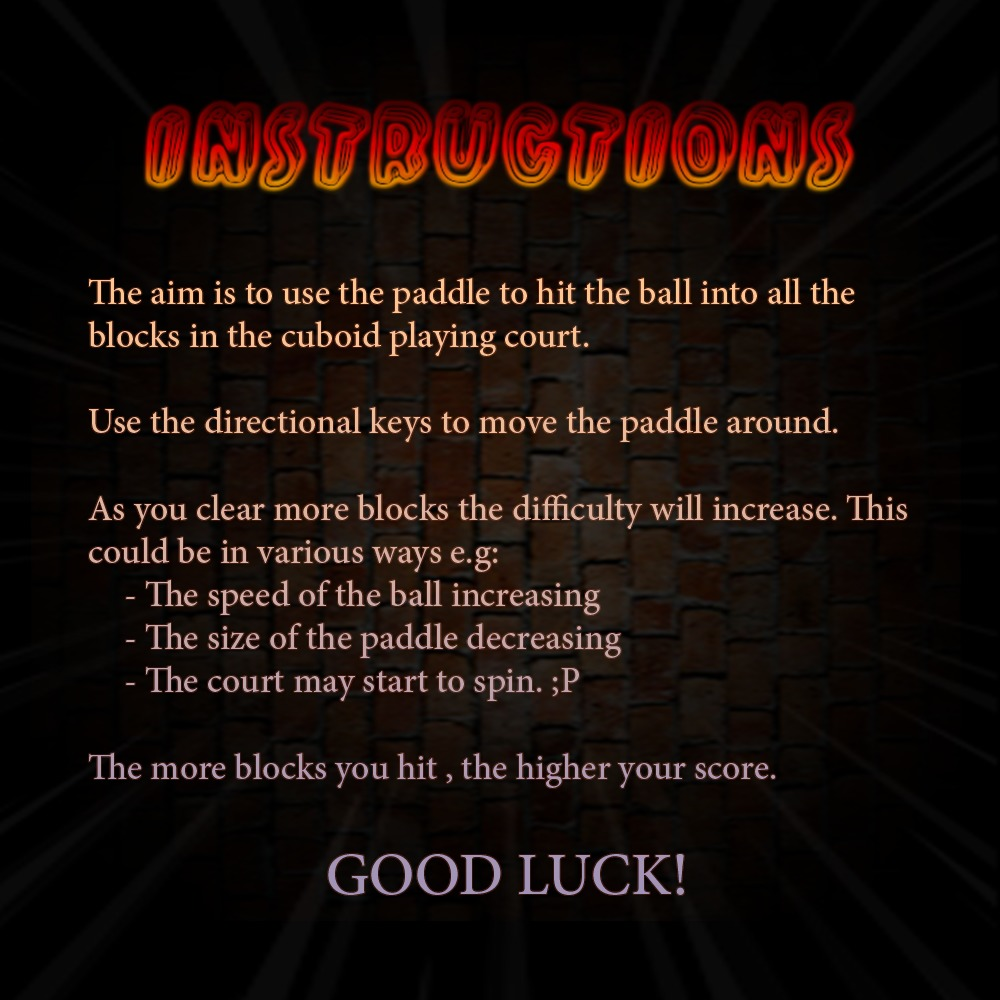 INSTRUCTIONS
The aim is to use the paddle to hit the ball into all the
blocks in the cuboid playing court.
Use the directional keys to move the paddle around.
As you clear more blocks the difficulty will increase. This
could be in various ways e.g:
- The speed of the ball increasing
- The size of the paddle decreasing
- The court may start to spin. ;P
The more blocks you hit , the higher your score.
GOOD LUCK!